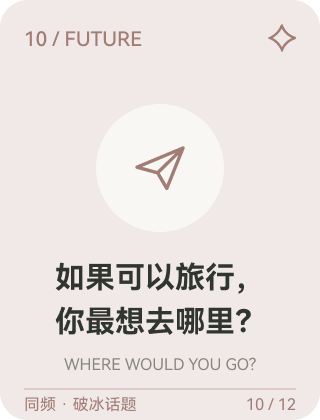 10 / FUTURE
如果可以旅行，
你最想去哪里？
WHERE WOULD YOU GO?
同频 · 破冰话题
10 / 12